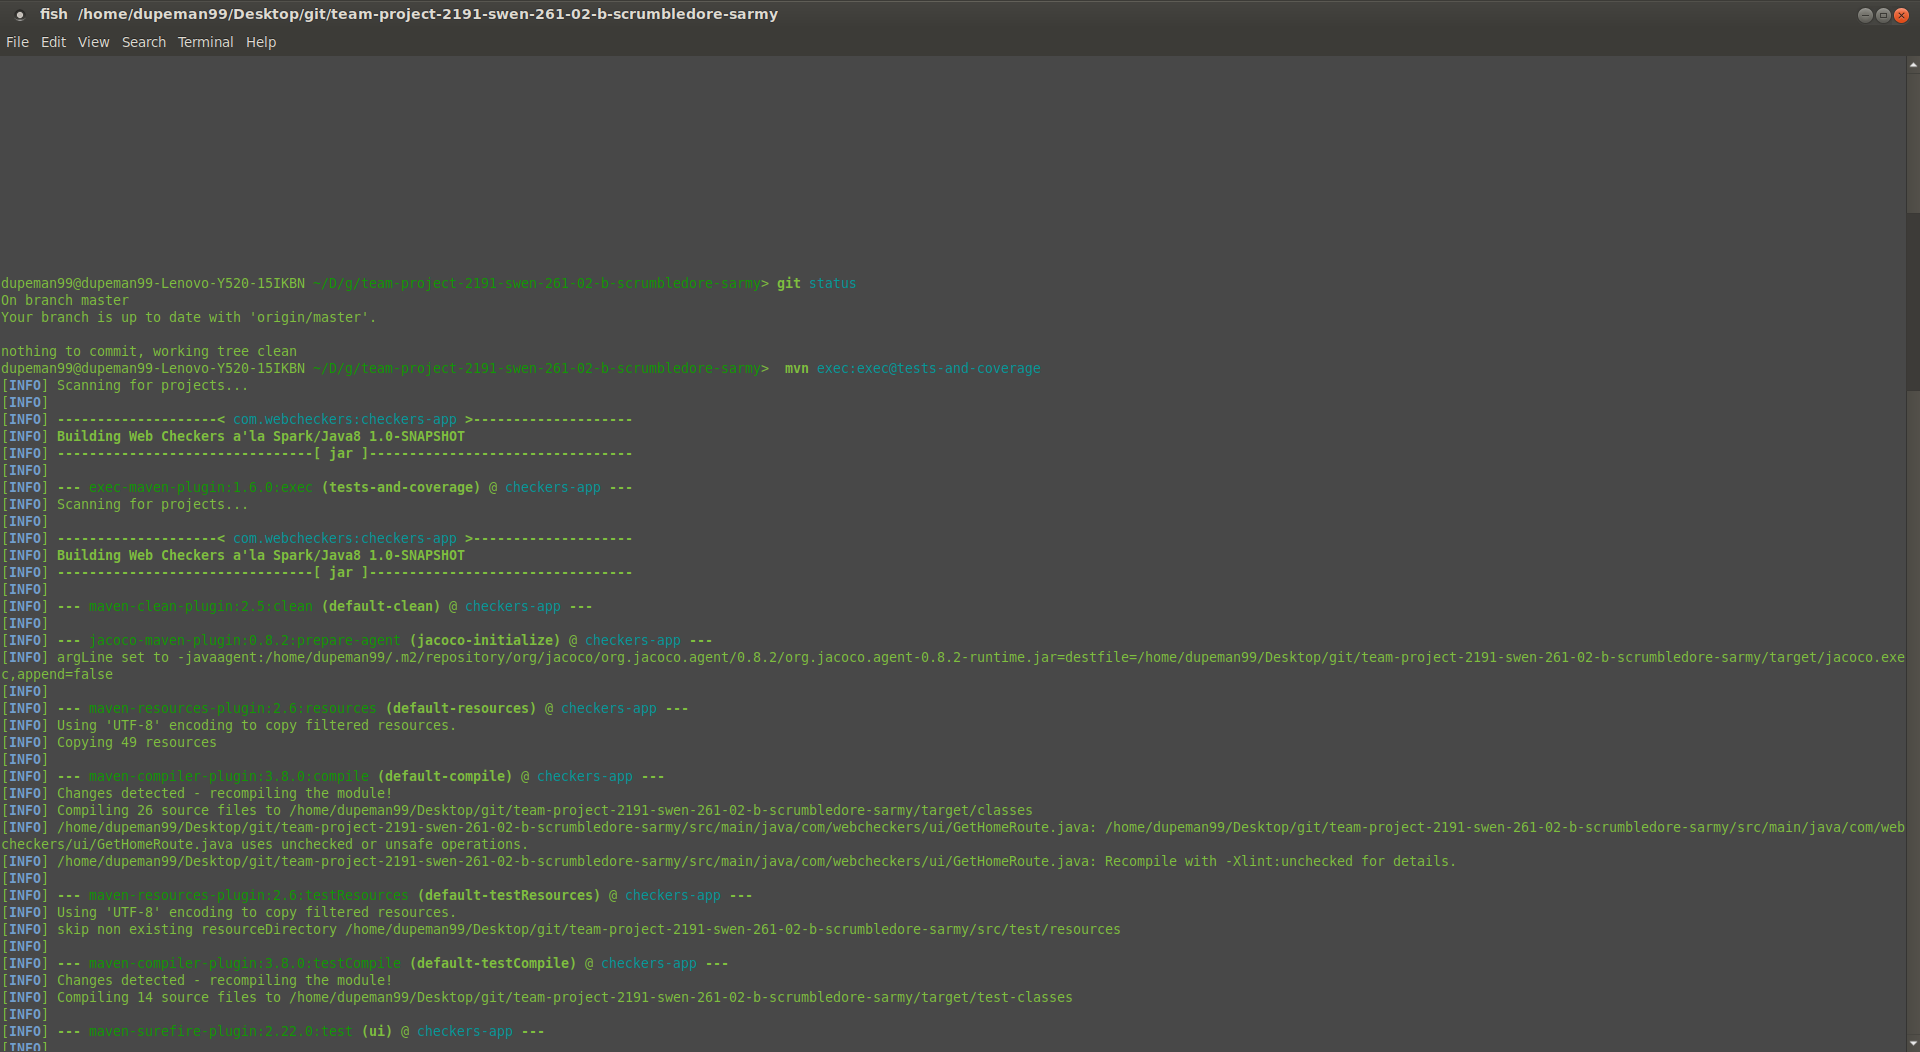 fish /home/dupeman99/Desktop/git/team-project-2191-swen-261-02-b-scrumbledore-sarmy
File Edit View Search Terminal Help
dupeman99@dupeman99-Lenovo-Y520-15IKBN ~/D/g/team-project-2191-swen-261-02-b-scrumbledore-sarmy> git status
On branch master
Your branch is up to date with 'origin/master'.
nothing to commit, working tree clean
dupeman99@dupeman99-Lenovo-Y520-15IKBN ~/D/g/team-project-2191-swen-261-02-b-scrumbledore-sarmy>  mvn exec:exec@tests-and-coverage
[INFO] Scanning for projects...
[INFO]
[INFO] --------------------< com.webcheckers:checkers-app >--------------------
[INFO] Building Web Checkers a'la Spark/Java8 1.0-SNAPSHOT
[INFO] --------------------------------[ jar ]---------------------------------
[INFO]
[INFO] --- exec-maven-plugin:1.6.0:exec (tests-and-coverage) @ checkers-app ---
[INFO] Scanning for projects...
[INFO]
[INFO] --------------------< com.webcheckers:checkers-app >--------------------
[INFO] Building Web Checkers a'la Spark/Java8 1.0-SNAPSHOT
[INFO] --------------------------------[ jar ]---------------------------------
[INFO]
[INFO] --- maven-clean-plugin:2.5:clean (default-clean) @ checkers-app ---
[INFO]
[INFO] --- jacoco-maven-plugin:0.8.2:prepare-agent (jacoco-initialize) @ checkers-app ---
[INFO] argLine set to -javaagent:/home/dupeman99/.m2/repository/org/jacoco/org.jacoco.agent/0.8.2/org.jacoco.agent-0.8.2-runtime.jar=destfile=/home/dupeman99/Desktop/git/team-project-2191-swen-261-02-b-scrumbledore-sarmy/target/jacoco.exe
c,append=false
[INFO]
[INFO] --- maven-resources-plugin:2.6:resources (default-resources) @ checkers-app ---
[INFO] Using 'UTF-8' encoding to copy filtered resources.
[INFO] Copying 49 resources
[INFO]
[INFO] --- maven-compiler-plugin:3.8.0:compile (default-compile) @ checkers-app ---
[INFO] Changes detected - recompiling the module!
[INFO] Compiling 26 source files to /home/dupeman99/Desktop/git/team-project-2191-swen-261-02-b-scrumbledore-sarmy/target/classes
[INFO] /home/dupeman99/Desktop/git/team-project-2191-swen-261-02-b-scrumbledore-sarmy/src/main/java/com/webcheckers/ui/GetHomeRoute.java: /home/dupeman99/Desktop/git/team-project-2191-swen-261-02-b-scrumbledore-sarmy/src/main/java/com/web
checkers/ui/GetHomeRoute.java uses unchecked or unsafe operations.
[INFO] /home/dupeman99/Desktop/git/team-project-2191-swen-261-02-b-scrumbledore-sarmy/src/main/java/com/webcheckers/ui/GetHomeRoute.java: Recompile with -Xlint:unchecked for details.
[INFO]
[INFO] --- maven-resources-plugin:2.6:testResources (default-testResources) @ checkers-app ---
[INFO] Using 'UTF-8' encoding to copy filtered resources.
[INFO] skip non existing resourceDirectory /home/dupeman99/Desktop/git/team-project-2191-swen-261-02-b-scrumbledore-sarmy/src/test/resources
[INFO]
[INFO] --- maven-compiler-plugin:3.8.0:testCompile (default-testCompile) @ checkers-app ---
[INFO] Changes detected - recompiling the module!
[INFO] Compiling 14 source files to /home/dupeman99/Desktop/git/team-project-2191-swen-261-02-b-scrumbledore-sarmy/target/test-classes
[INFO]
[INFO] --- maven-surefire-plugin:2.22.0:test (ui) @ checkers-app ---
[INFO]